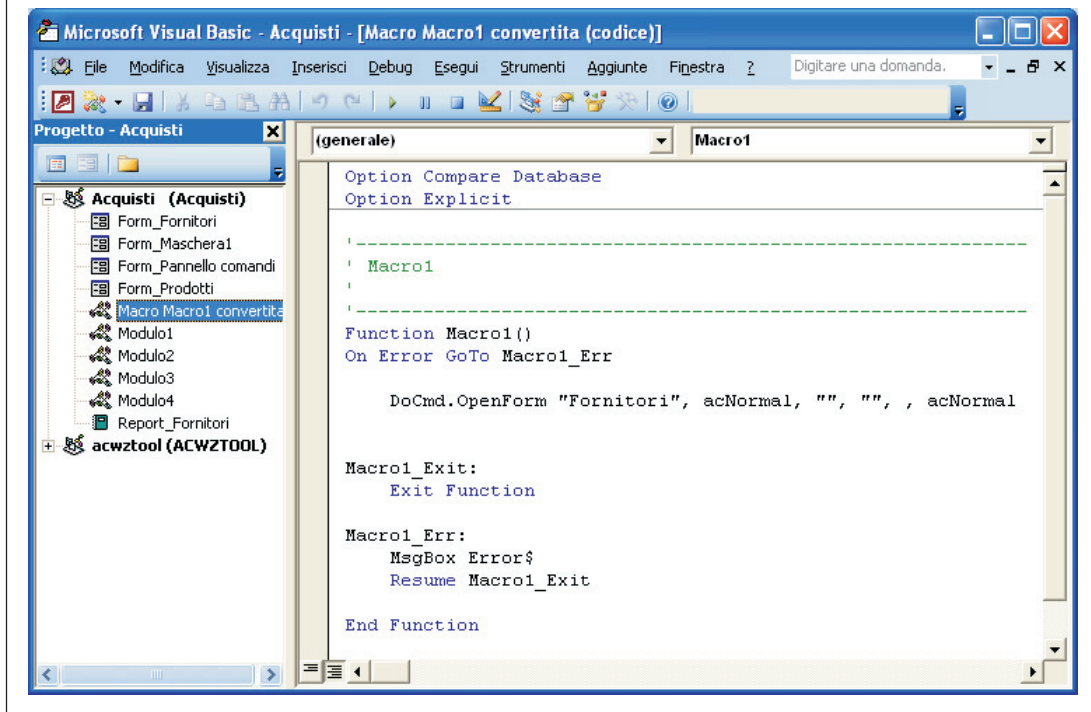 Microsoft Visual Basic - Acquisti - [Macro Macro1 convertita (codice)]
File Modifica Visualizza Inserisci Debug Esegui Strumenti Aggiunte Finestra ? Digitare una domanda.
Progetto - Acquisti
(generale) Macro1
Acquisti (Acquisti)
Form_Fornitori
Form_Maschera1
Form_Pannello comandi
Form_Prodotti
Macro Macro1 convertita
Modulo1
Modulo2
Modulo3
Modulo4
Report_Fornitori
acwztool (ACWZTOOL)
Option Compare Database
Option Explicit
'------------------------------------------------------------
' Macro1
'
'------------------------------------------------------------
Function Macro1()
On Error GoTo Macro1_Err
DoCmd.OpenForm "Fornitori", acNormal, "", "", , acNormal
Macro1_Exit:
Exit Function
Macro1_Err:
MsgBox Error$
Resume Macro1_Exit
End Function